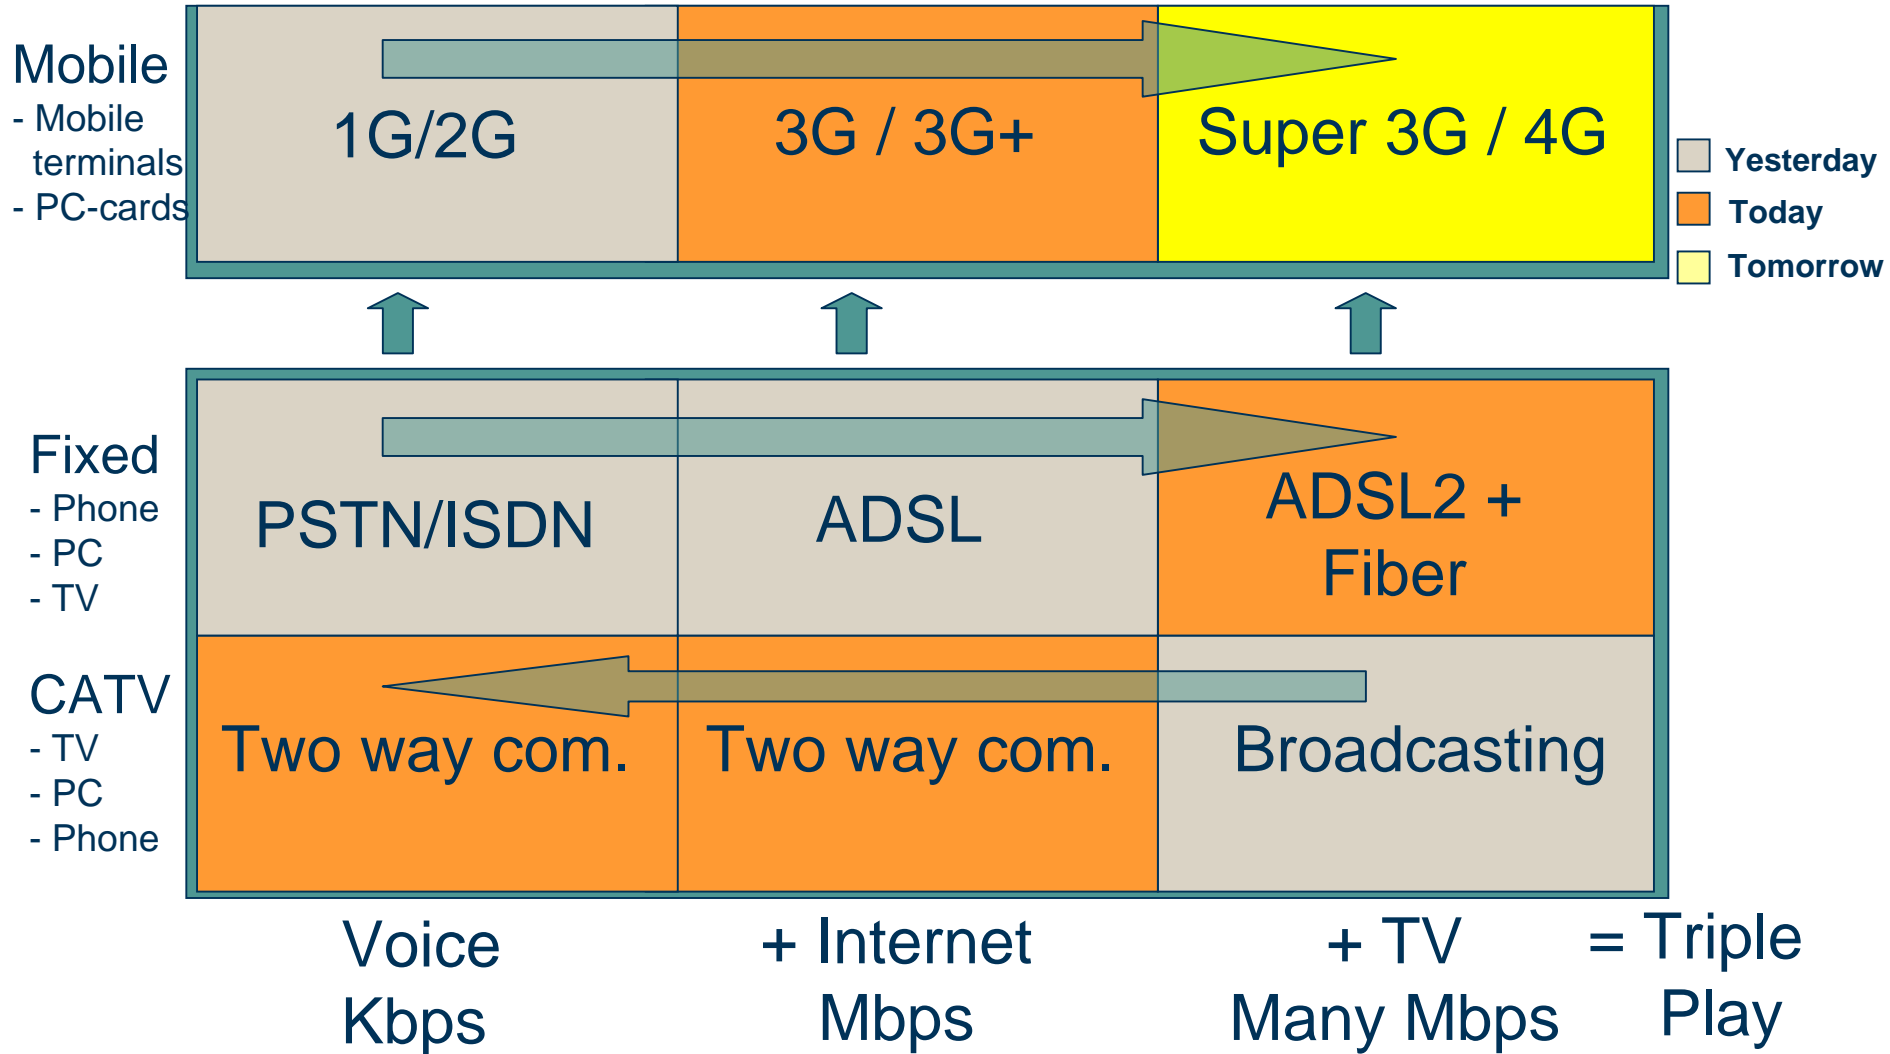 Mobile
- Mobile
terminals
- PC-cards
1G/2G
3G / 3G+
Super 3G / 4G
Yesterday
Today
Tomorrow
Fixed
- Phone
- PC
- TV
PSTN/ISDN
ADSL
ADSL2 +
Fiber
CATV
- TV
- PC
- Phone
Two way com.
Two way com.
Broadcasting
Voice
Kbps
+ Internet
Mbps
+ TV
Many Mbps
= Triple
Play